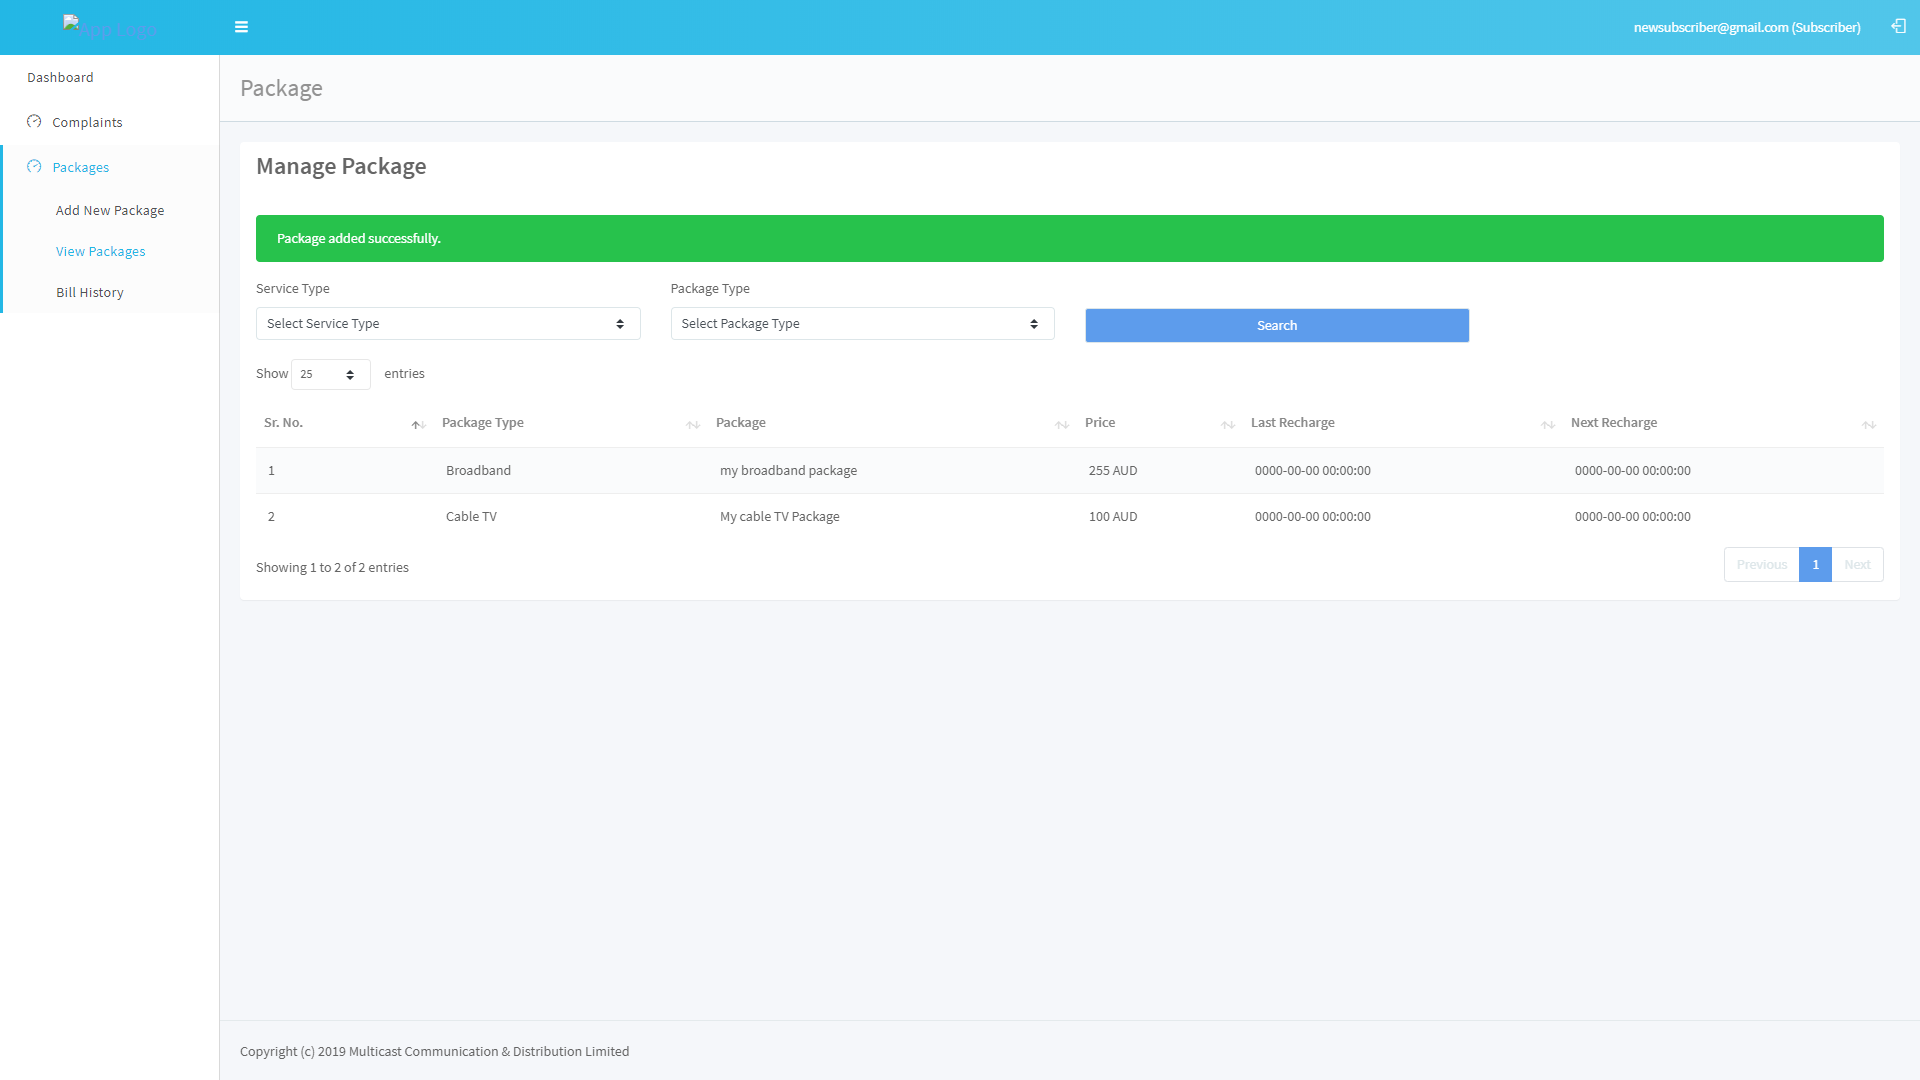 newsubscriber@gmail.com (Subscriber)
Dashboard
Complaints
Packages
Add New Package
View Packages
Bill History
Package
Manage Package
Package added successfully.
Service Type
Package Type
Select Service Type
Select Package Type
Search
Show 25 entries
Sr. No. Package Type Package Price Last Recharge Next Recharge
1 Broadband my broadband package 255 AUD 0000-00-00 00:00:00 0000-00-00 00:00:00
2 Cable TV My cable TV Package 100 AUD 0000-00-00 00:00:00 0000-00-00 00:00:00
Showing 1 to 2 of 2 entries
Previous 1 Next
Copyright (c) 2019 Multicast Communication & Distribution Limited